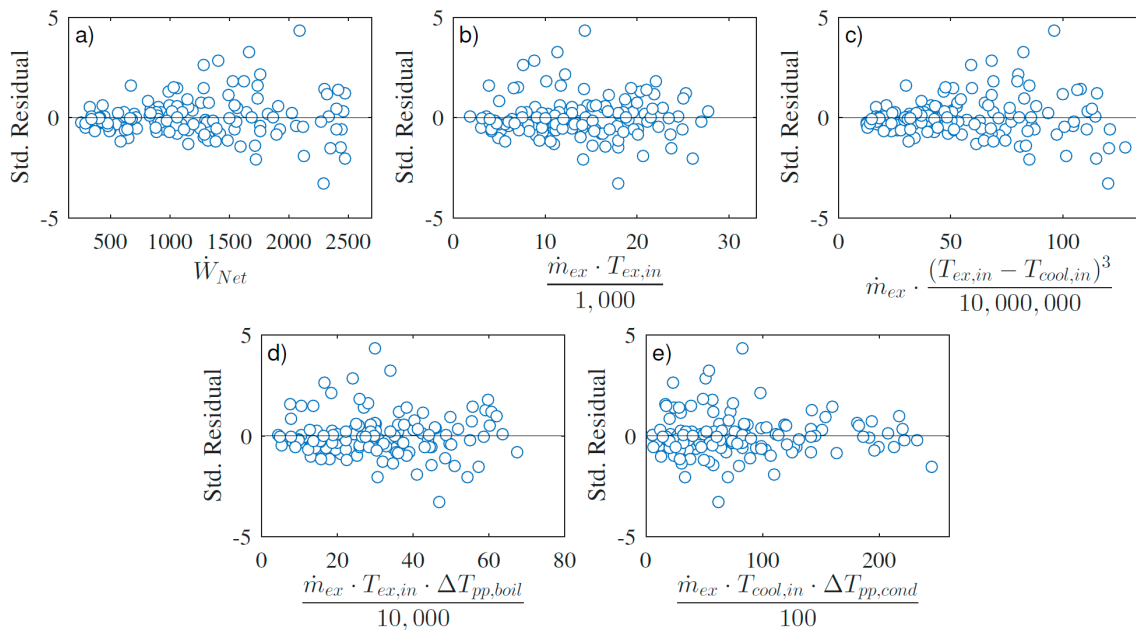 a)
5
0
-5
Std. Residual
500 1000 1500 2000 2500
Ẇ_Net
b)
5
0
-5
Std. Residual
0 10 20 30
ṁ_ex · T_ex,in
1,000
c)
5
0
-5
Std. Residual
0 50 100
ṁ_ex · (T_ex,in − T_cool,in)³
10,000,000
d)
5
0
-5
Std. Residual
0 20 40 60 80
ṁ_ex · T_ex,in · ΔT_pp,boil
10,000
e)
5
0
-5
Std. Residual
0 100 200
ṁ_ex · T_cool,in · ΔT_pp,cond
100